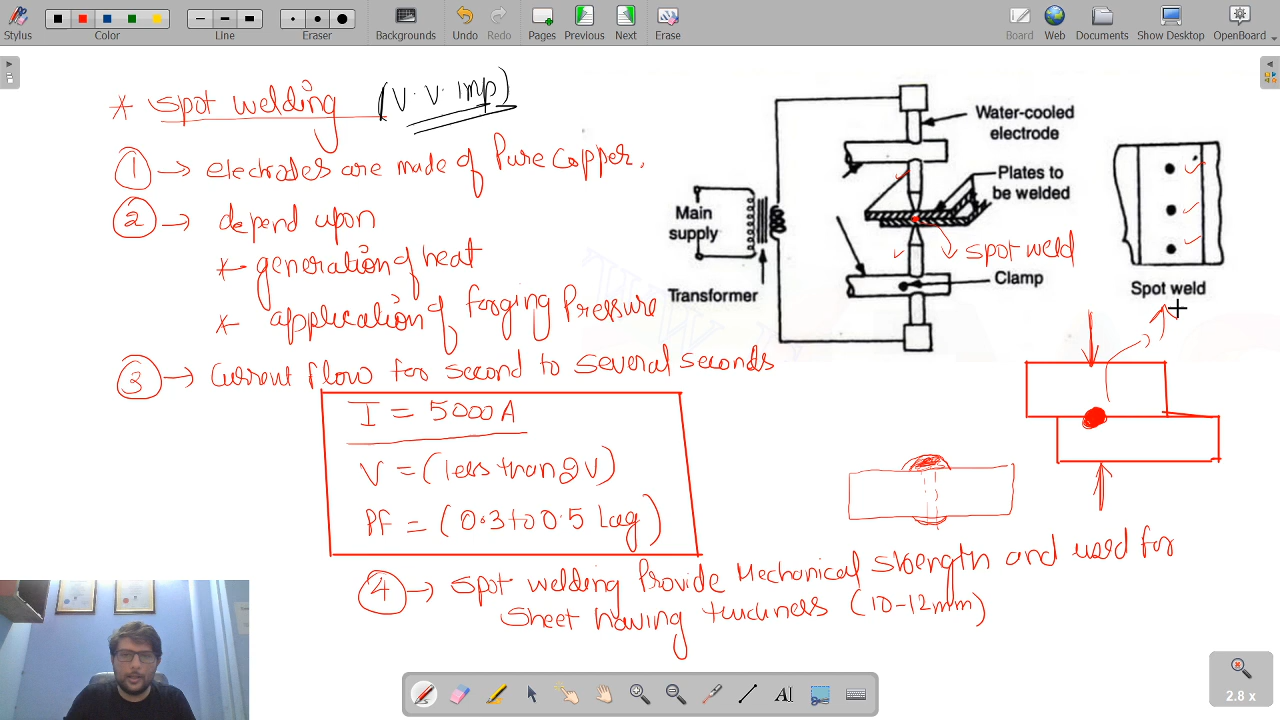 Stylus
Color
Line
Eraser
Backgrounds
Undo
Redo
Pages
Previous
Next
Erase
Board
Web
Documents
Show Desktop
OpenBoard
* Spot welding (V.V.imp)
① → electrodes are made of Pure Copper.
② → depend upon
* generation of heat
* application of forging Pressure
③ → Current flow for second to several seconds
I = 5000A
V = (less than 2V)
PF = (0.3 to 0.5 Lag)
④ → Spot welding Provide Mechanical strength and used for
Sheet having thickness (10-12mm)
Water-cooled
electrode
Plates to
be welded
Main
supply
spot weld
Clamp
Transformer
Spot weld
AI
2.8 x